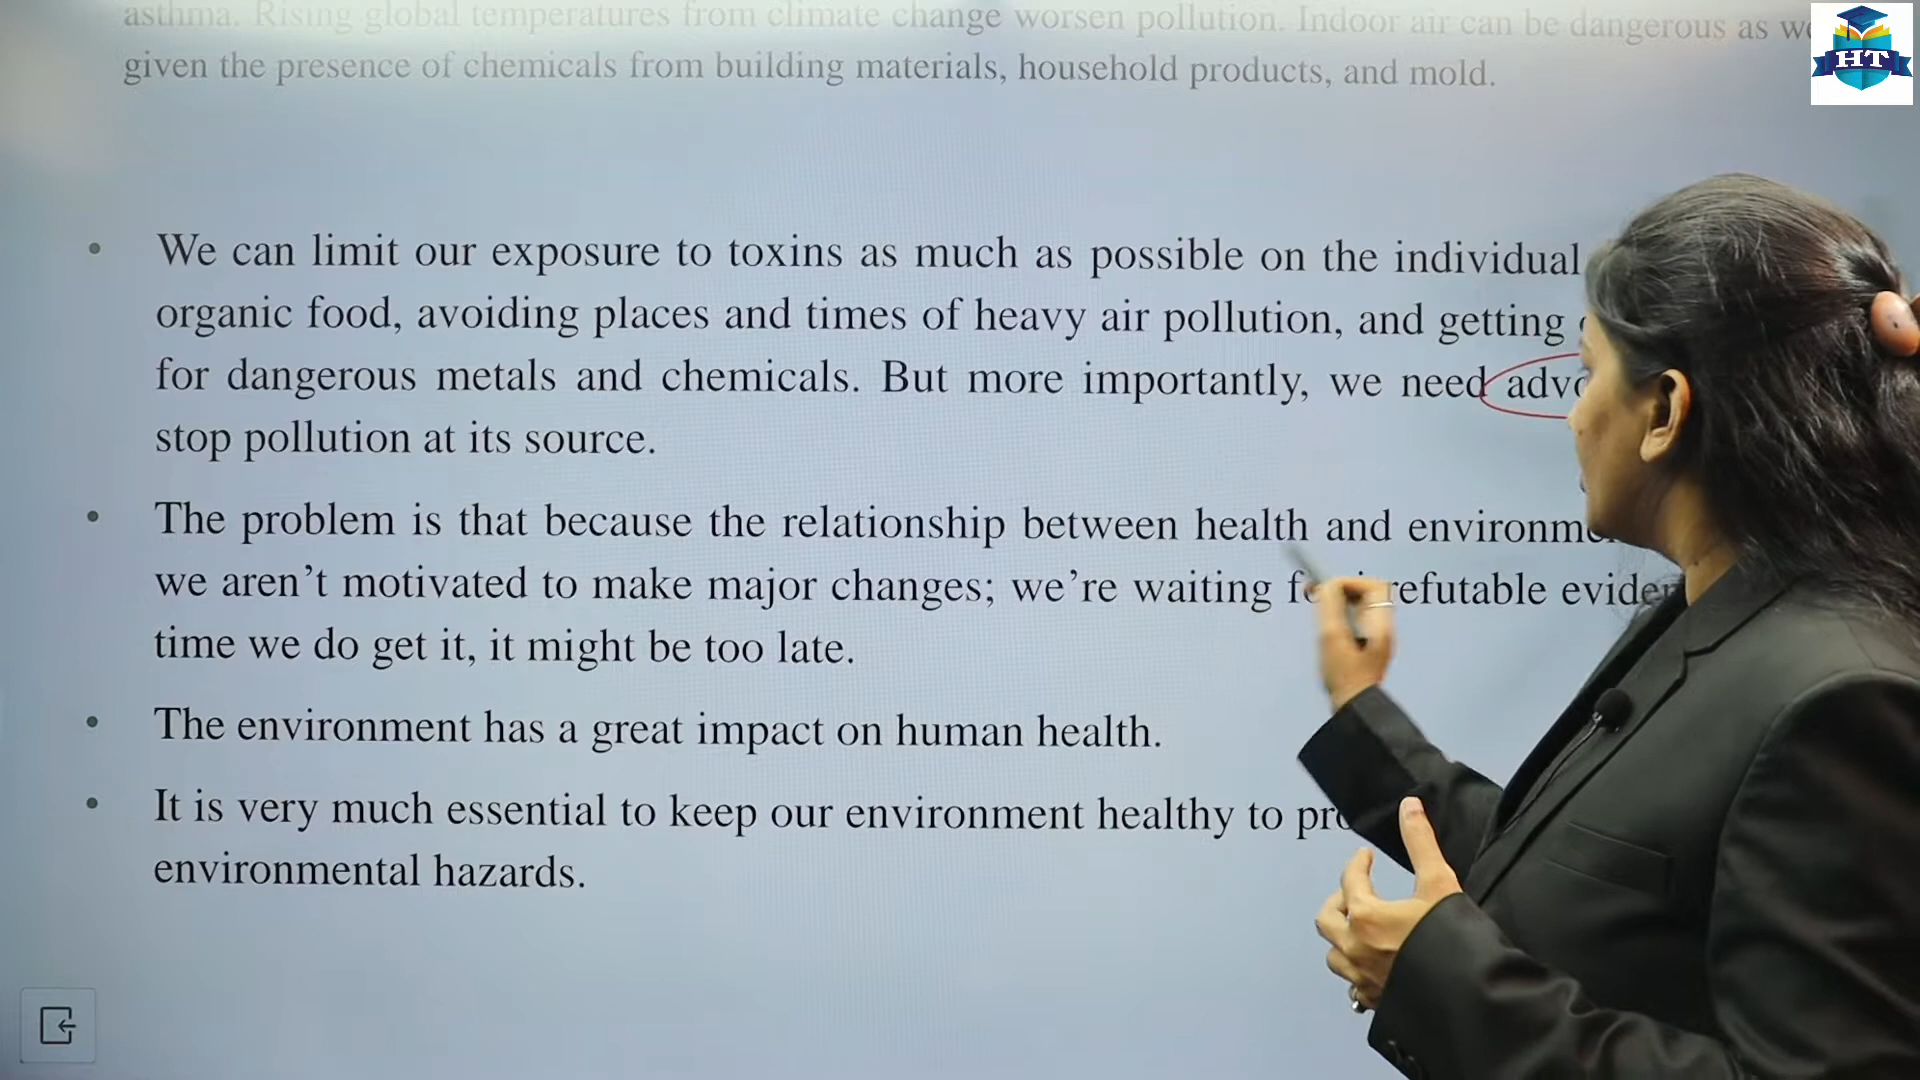 asthma. Rising global temperatures from climate change worsen pollution. Indoor air can be dangerous as
given the presence of chemicals from building materials, household products, and mold.
HT
• We can limit our exposure to toxins as much as possible on the individual
organic food, avoiding places and times of heavy air pollution, and getting
for dangerous metals and chemicals. But more importantly, we need
stop pollution at its source.
• The problem is that because the relationship between health and
we aren't motivated to make major changes; we're waiting
time we do get it, it might be too late.
• The environment has a great impact on human health.
• It is very much essential to keep our environment healthy to
environmental hazards.